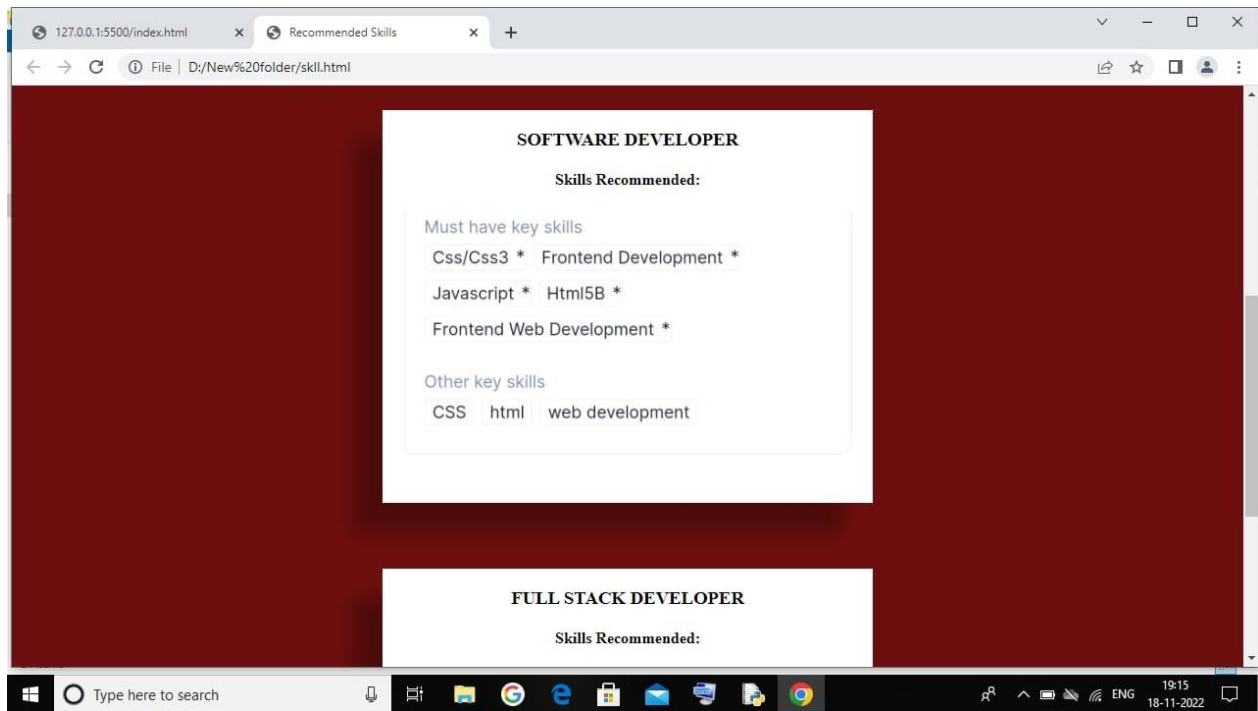 127.0.0.1:5500/index.html
Recommended Skills
File | D:/New%20folder/skll.html
SOFTWARE DEVELOPER
Skills Recommended:
Must have key skills
Css/Css3 * Frontend Development *
Javascript * Html5B *
Frontend Web Development *
Other key skills
CSS html web development
FULL STACK DEVELOPER
Skills Recommended:
Type here to search
ENG
19:15
18-11-2022